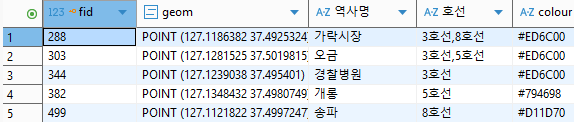 123 fid geom A-Z 역사명 A-Z 호선 A-Z colour
1 288 POINT (127.1186382 37.4925324) 가락시장 3호선,8호선 #ED6C00
2 303 POINT (127.1281525 37.5019815) 오금 3호선,5호선 #ED6C00
3 344 POINT (127.1239038 37.495401) 경찰병원 3호선 #ED6C00
4 382 POINT (127.1348432 37.4980749) 개롱 5호선 #794698
5 499 POINT (127.1121822 37.4997247) 송파 8호선 #D11D70